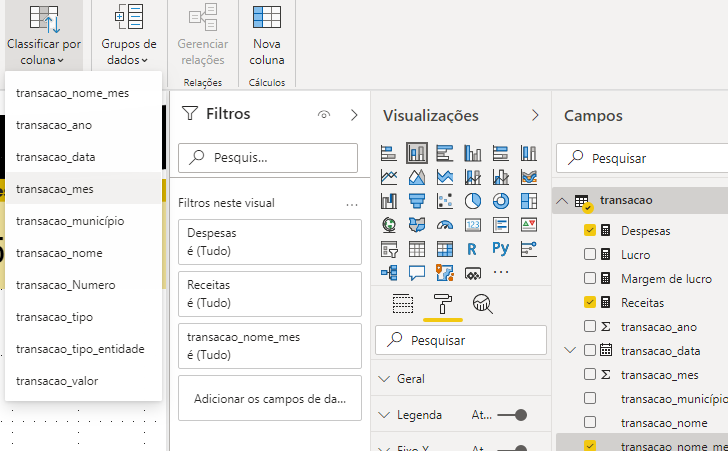 Classificar por
coluna
Grupos de
dados
Gerenciar
relações
Relações
Nova
coluna
Cálculos
transacao_nome_mes
transacao_ano
transacao_data
transacao_mes
transacao_município
transacao_nome
transacao_Numero
transacao_tipo
transacao_tipo_entidade
transacao_valor
Filtros
Pesquis...
Filtros neste visual
...
Despesas
é (Tudo)
Receitas
é (Tudo)
transacao_nome_mes
é (Tudo)
Adicionar os campos de da...
Visualizações
R Py
...
Pesquisar
Geral
Legenda At...
Eixo X At...
Campos
Pesquisar
transacao
Despesas
Lucro
Margem de lucro
Receitas
Σ transacao_ano
transacao_data
Σ transacao_mes
transacao_município
transacao_nome
transacao_nome_me